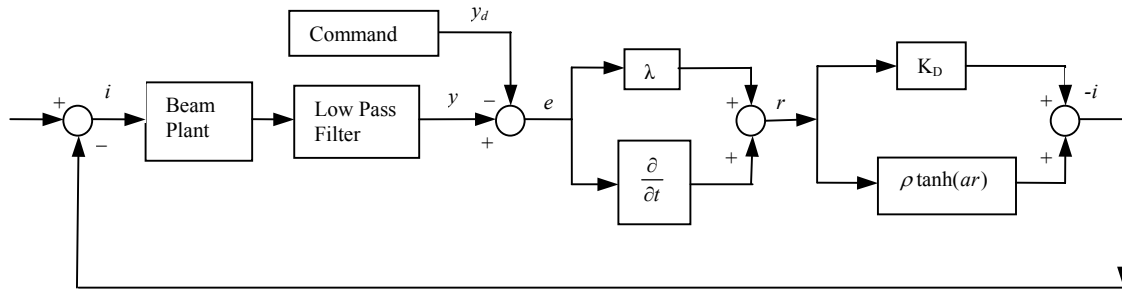 y_d
Command
λ
K_D
i
Beam
Plant
Low Pass
Filter
y
e
r
-i
+
−
−
+
+
+
+
+
∂
∂t
ρ tanh(ar)